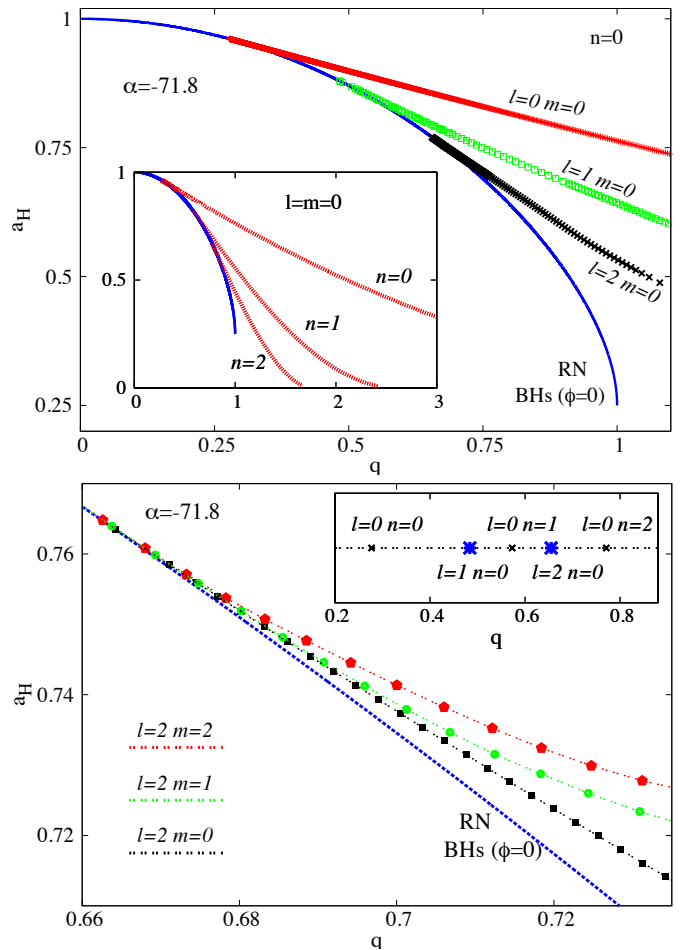 1
n=0
α=-71.8
l=0 m=0
1
l=m=0
l=1 m=0
0.75
a_H
0.5
n=0
n=1
n=2
l=2 m=0
0.5
0
0
1
2
3
RN
BHs (ϕ=0)
0.25
0
0.25
0.5
0.75
1
q
α=-71.8
l=0 n=0
l=0 n=1
l=0 n=2
l=1 n=0
l=2 n=0
0.2
0.4
0.6
0.8
q
0.76
a_H
0.74
l=2 m=2
l=2 m=1
l=2 m=0
0.72
RN
BHs (ϕ=0)
0.66
0.68
0.7
0.72
q